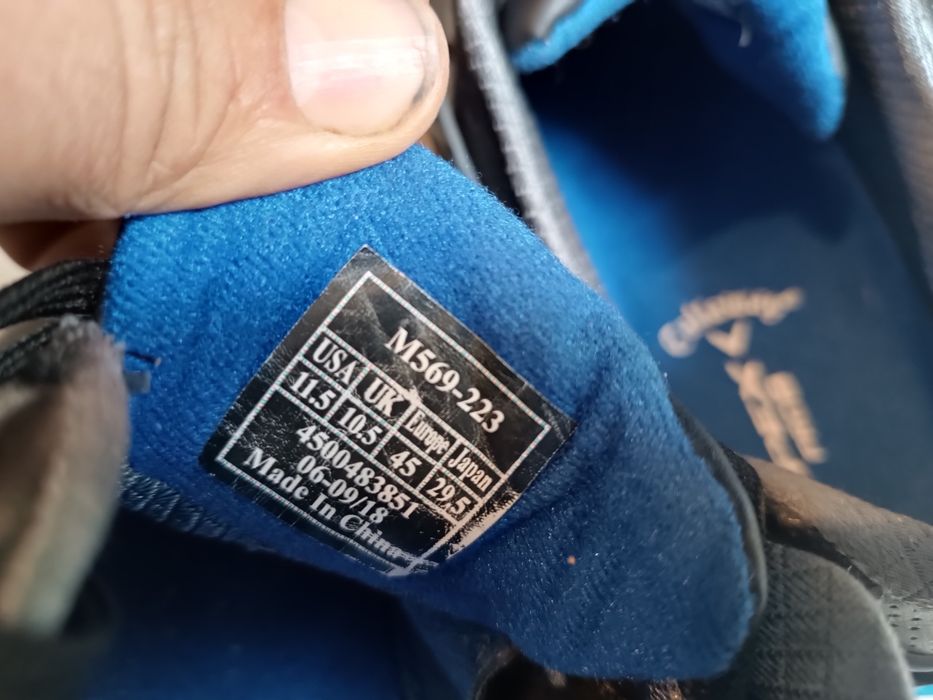 M569-223
USA UK Europe Japan
11.5 10.5 45 29,5
4500483851
06-09/18
Made In China
Callaway